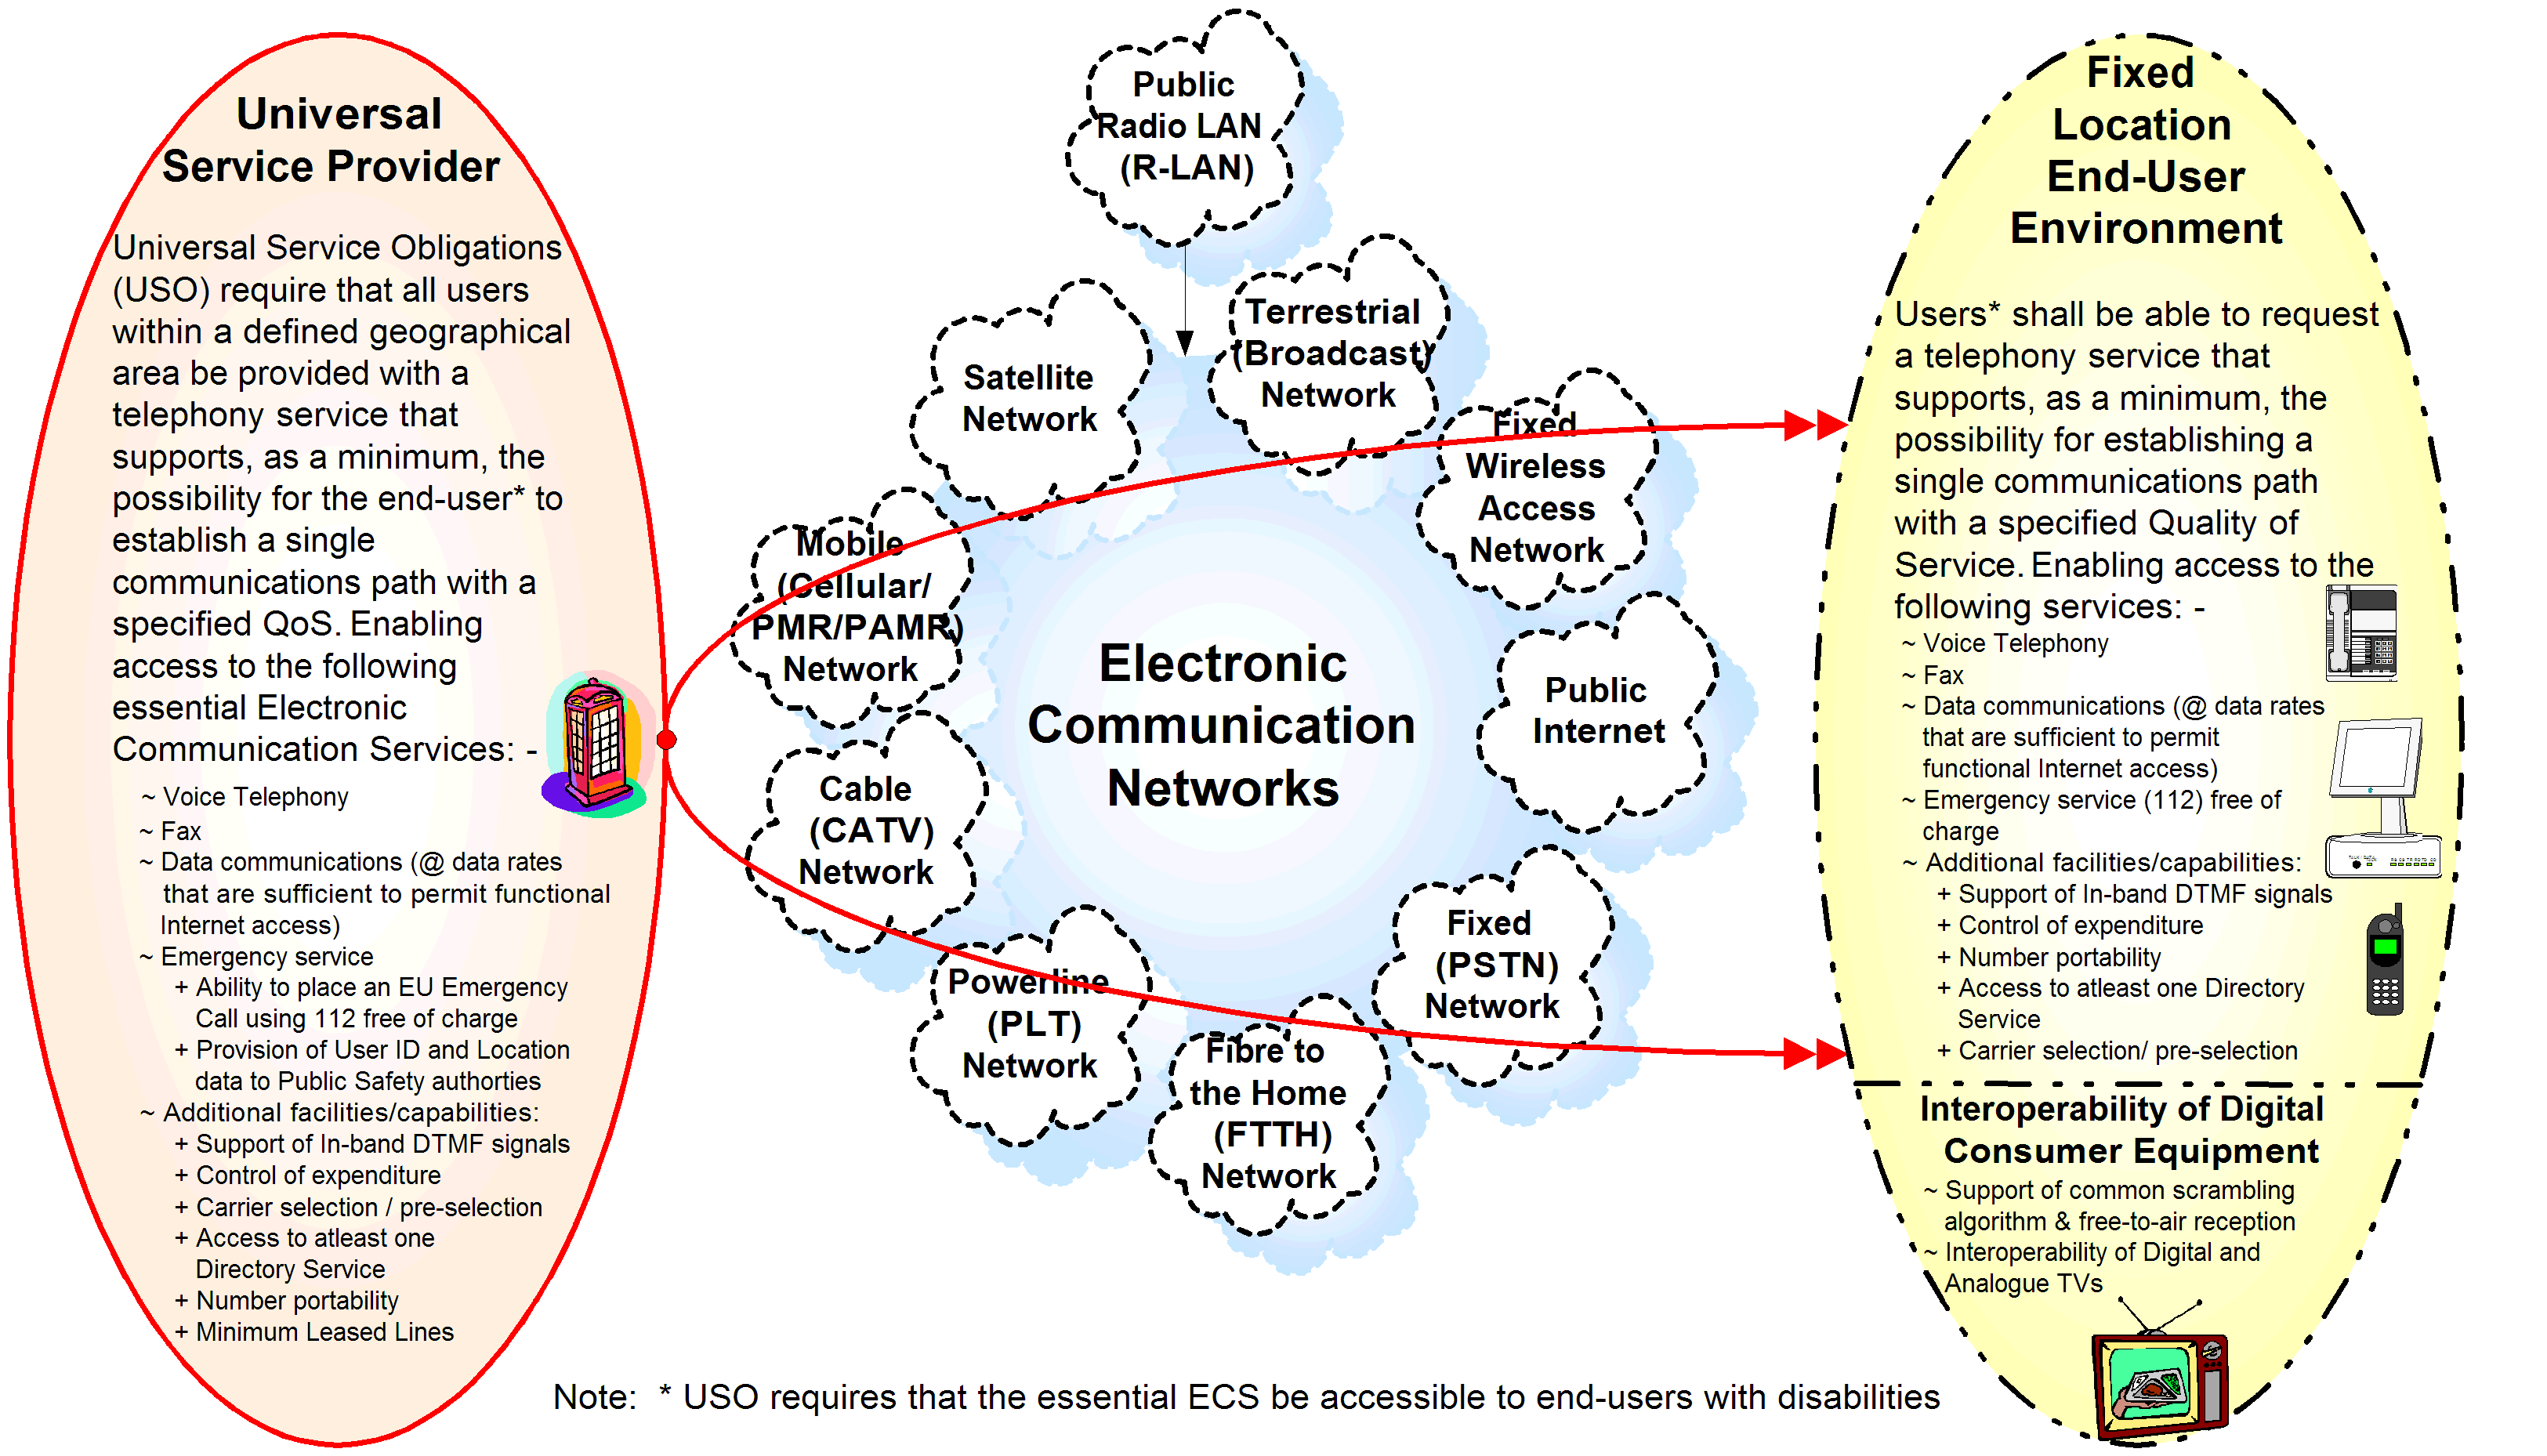 Universal
Service Provider
Universal Service Obligations
(USO) require that all users
within a defined geographical
area be provided with a
telephony service that
supports, as a minimum, the
possibility for the end-user* to
establish a single
communications path with a
specified QoS. Enabling
access to the following
essential Electronic
Communication Services: -
~ Voice Telephony
~ Fax
~ Data communications (@ data rates
that are sufficient to permit functional
Internet access)
~ Emergency service
+ Ability to place an EU Emergency
Call using 112 free of charge
+ Provision of User ID and Location
data to Public Safety authorties
~ Additional facilities/capabilities:
+ Support of In-band DTMF signals
+ Control of expenditure
+ Carrier selection / pre-selection
+ Access to atleast one
Directory Service
+ Number portability
+ Minimum Leased Lines
Public
Radio LAN
(R-LAN)
Satellite
Network
Terrestrial
(Broadcast)
Network
Fixed
Wireless
Access
Network
Mobile
(Cellular/
PMR/PAMR)
Network
Electronic
Communication
Networks
Public
Internet
Cable
(CATV)
Network
Powerline
(PLT)
Network
Fibre to
the Home
(FTTH)
Network
Fixed
(PSTN)
Network
Fixed
Location
End-User
Environment
Users* shall be able to request
a telephony service that
supports, as a minimum, the
possibility for establishing a
single communications path
with a specified Quality of
Service. Enabling access to the
following services: -
~ Voice Telephony
~ Fax
~ Data communications (@ data rates
that are sufficient to permit
functional Internet access)
~ Emergency service (112) free of
charge
~ Additional facilities/capabilities:
+ Support of In-band DTMF signals
+ Control of expenditure
+ Number portability
+ Access to atleast one Directory
Service
+ Carrier selection/ pre-selection
Interoperability of Digital
Consumer Equipment
~ Support of common scrambling
algorithm & free-to-air reception
~ Interoperability of Digital and
Analogue TVs
Note: * USO requires that the essential ECS be accessible to end-users with disabilities